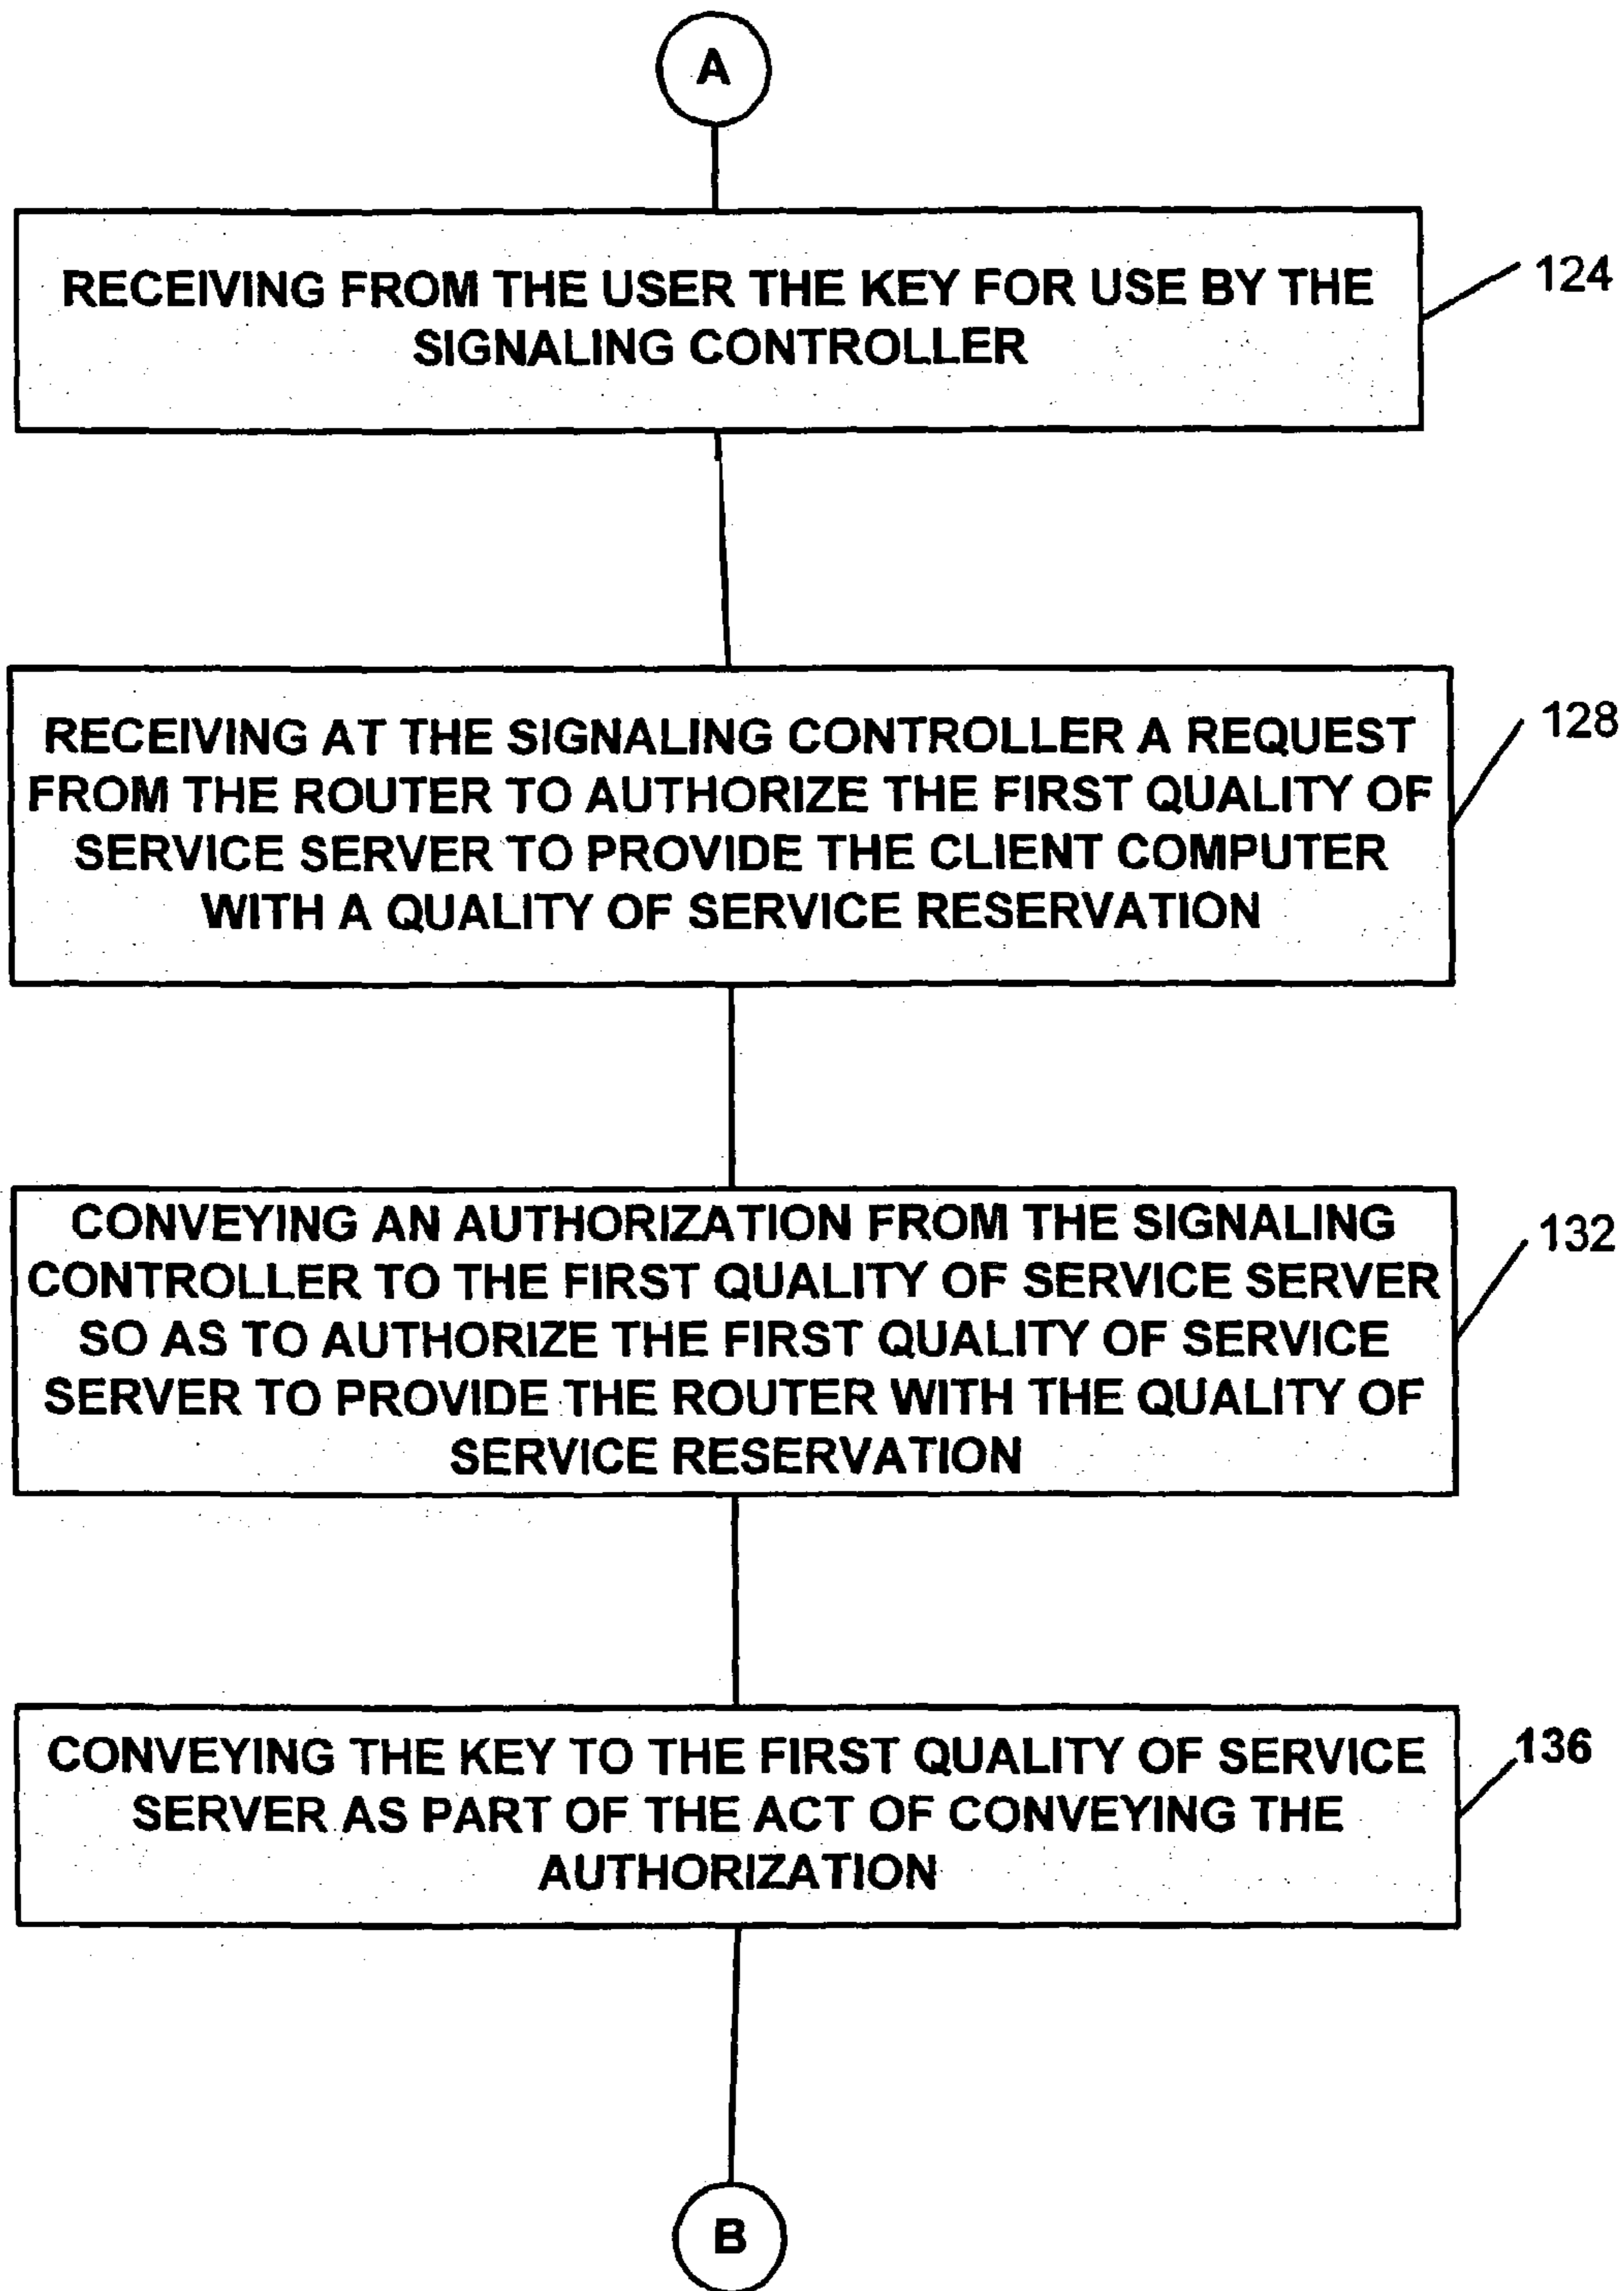 A
RECEIVING FROM THE USER THE KEY FOR USE BY THE
SIGNALING CONTROLLER
124
RECEIVING AT THE SIGNALING CONTROLLER A REQUEST
FROM THE ROUTER TO AUTHORIZE THE FIRST QUALITY OF
SERVICE SERVER TO PROVIDE THE CLIENT COMPUTER
WITH A QUALITY OF SERVICE RESERVATION
128
CONVEYING AN AUTHORIZATION FROM THE SIGNALING
CONTROLLER TO THE FIRST QUALITY OF SERVICE SERVER
SO AS TO AUTHORIZE THE FIRST QUALITY OF SERVICE
SERVER TO PROVIDE THE ROUTER WITH THE QUALITY OF
SERVICE RESERVATION
132
CONVEYING THE KEY TO THE FIRST QUALITY OF SERVICE
SERVER AS PART OF THE ACT OF CONVEYING THE
AUTHORIZATION
136
B